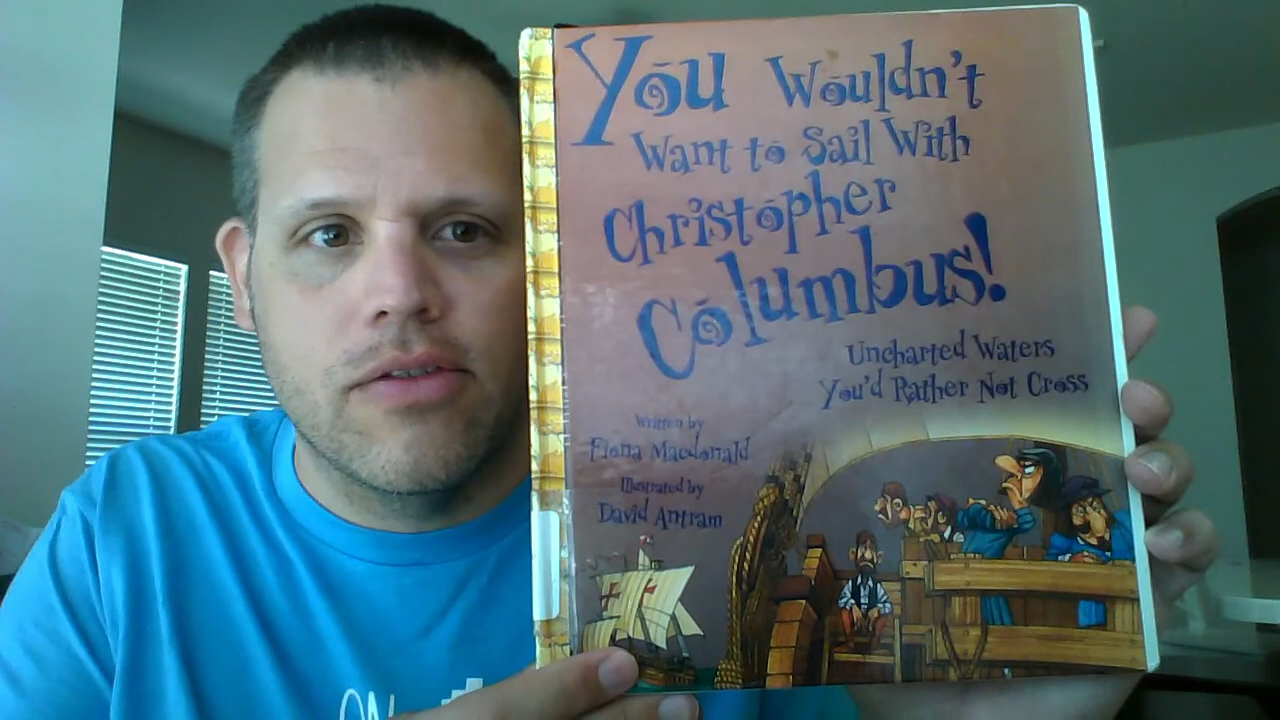 You Wouldn't
Want to Sail With
Christopher
Columbus!
Uncharted Waters
You'd Rather Not Cross
Written by
Fiona Macdonald
Illustrated by
David Antram
ON